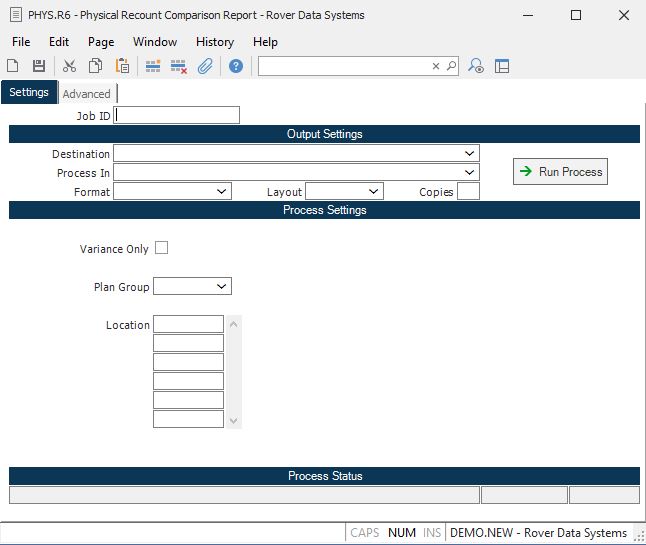 PHYS.R6 - Physical Recount Comparison Report - Rover Data Systems
File Edit Page Window History Help
Settings Advanced
Job ID
Output Settings
Destination
Process In
Run Process
Format Layout Copies
Process Settings
Variance Only
Plan Group
Location
Process Status
CAPS NUM INS DEMO.NEW - Rover Data Systems